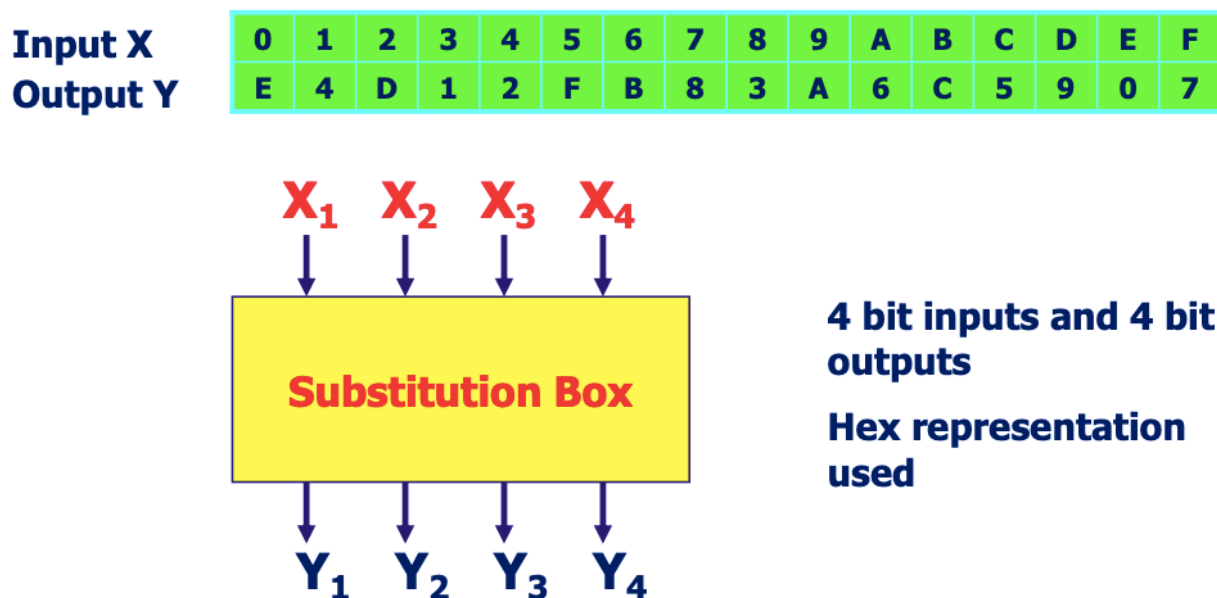 Input X 0 1 2 3 4 5 6 7 8 9 A B C D E F
Output Y E 4 D 1 2 F B 8 3 A 6 C 5 9 0 7
X₁ X₂ X₃ X₄
Substitution Box
4 bit inputs and 4 bit
outputs
Hex representation
used
Y₁ Y₂ Y₃ Y₄